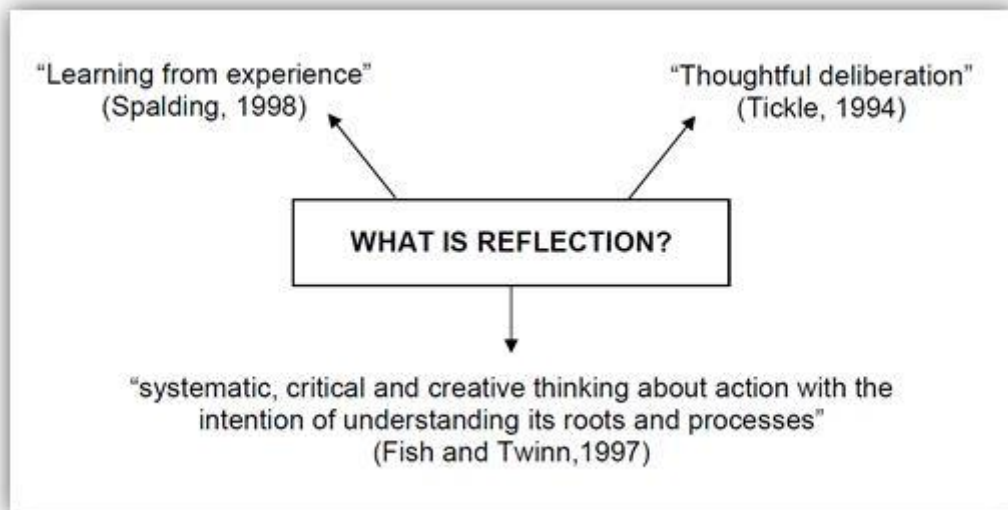 “Learning from experience”
(Spalding, 1998)
“Thoughtful deliberation”
(Tickle, 1994)
WHAT IS REFLECTION?
“systematic, critical and creative thinking about action with the
intention of understanding its roots and processes”
(Fish and Twinn,1997)